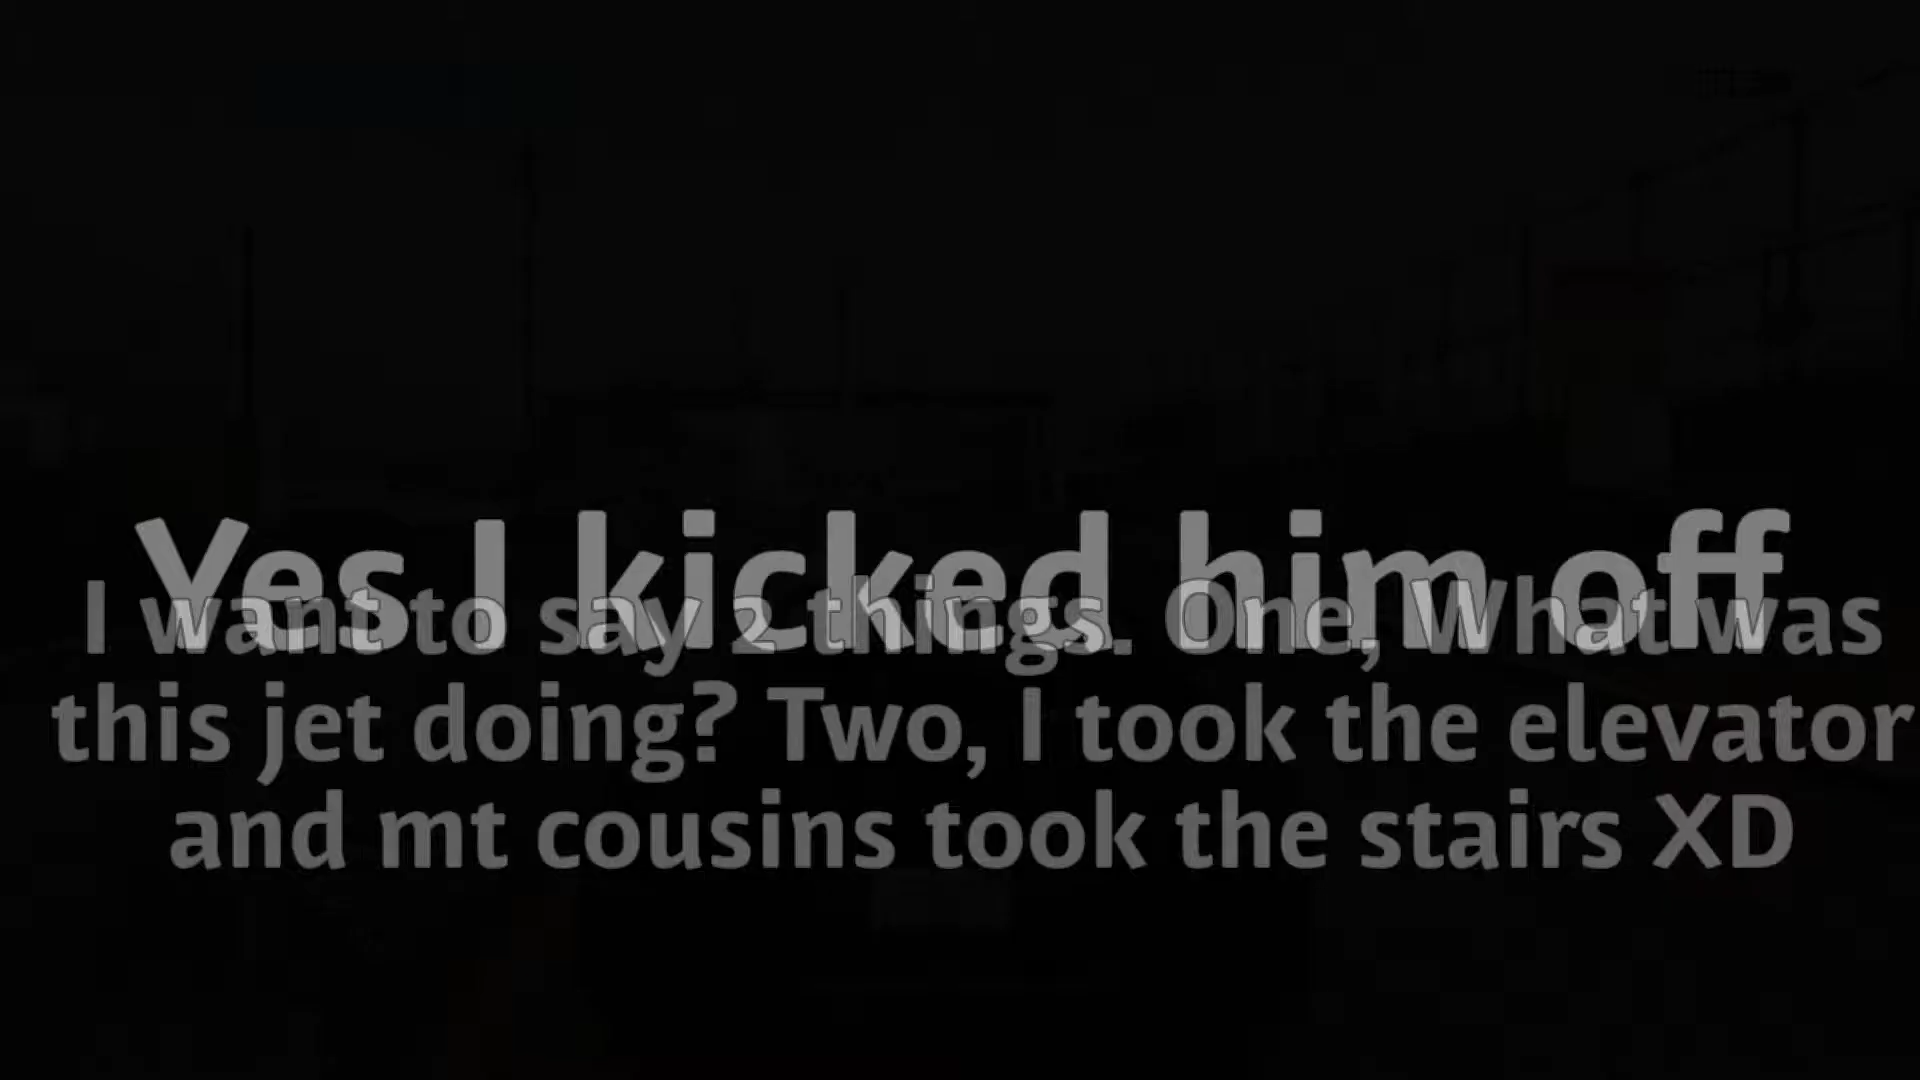 Yes I kicked him off
I want to say 2 things. One, What was
this jet doing? Two, I took the elevator
and mt cousins took the stairs XD